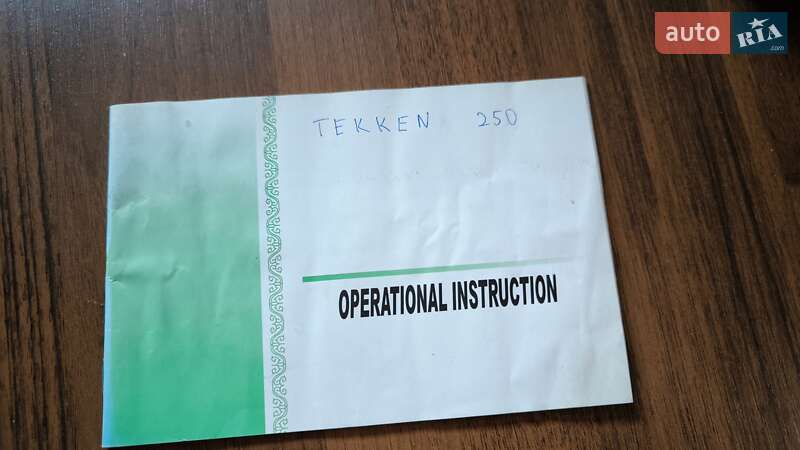 auto RIA .com
TEKKEN 250
OPERATIONAL INSTRUCTION